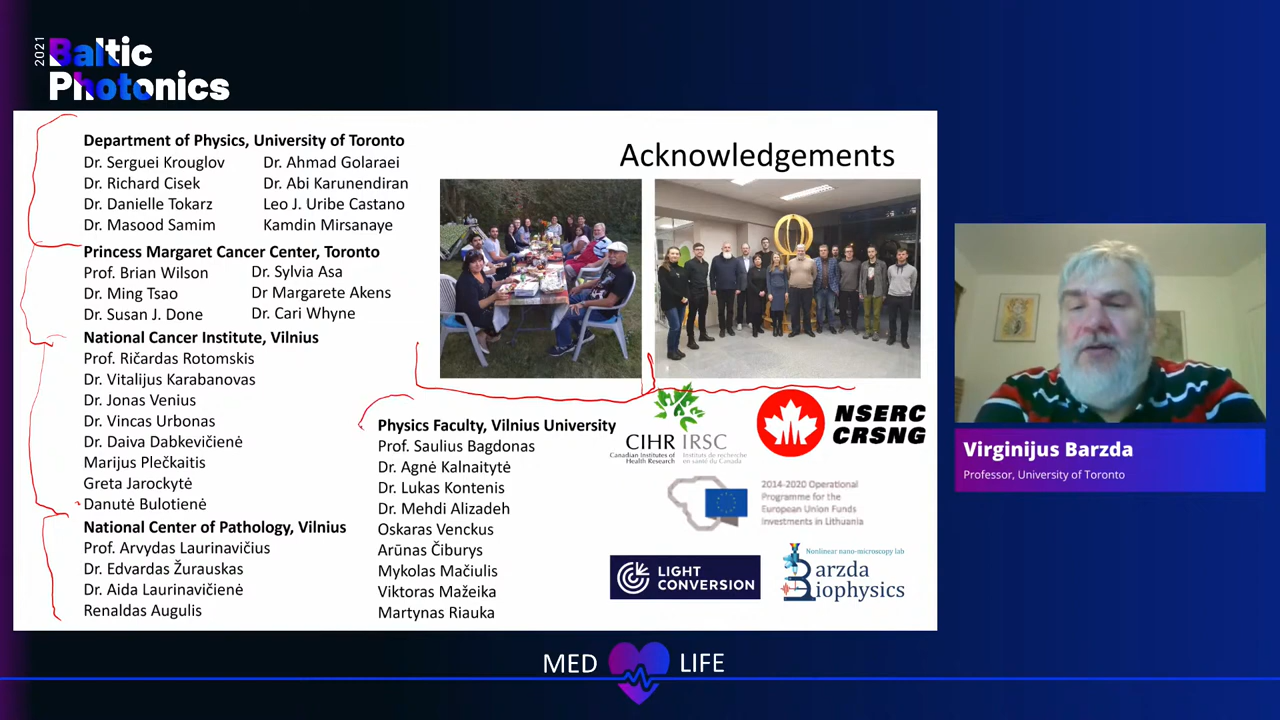 2021
Baltic
Photonics
Acknowledgements
Department of Physics, University of Toronto
Dr. Serguei Krouglov Dr. Ahmad Golaraei
Dr. Richard Cisek Dr. Abi Karunendiran
Dr. Danielle Tokarz Leo J. Uribe Castano
Dr. Masood Samim Kamdin Mirsanaye
Princess Margaret Cancer Center, Toronto
Prof. Brian Wilson Dr. Sylvia Asa
Dr. Ming Tsao Dr Margarete Akens
Dr. Susan J. Done Dr. Cari Whyne
National Cancer Institute, Vilnius
Prof. Ričardas Rotomskis
Dr. Vitalijus Karabanovas
Dr. Jonas Venius
Dr. Vincas Urbonas
Dr. Daiva Dabkevičienė
Marijus Plečkaitis
Greta Jarockytė
Danutė Bulotienė
National Center of Pathology, Vilnius
Prof. Arvydas Laurinavičius
Dr. Edvardas Žurauskas
Dr. Aida Laurinavičienė
Renaldas Augulis
Physics Faculty, Vilnius University
Prof. Saulius Bagdonas
Dr. Agnė Kalnaitytė
Dr. Lukas Kontenis
Dr. Mehdi Alizadeh
Oskaras Venckus
Arūnas Čiburys
Mykolas Mačiulis
Viktoras Mažeika
Martynas Riauka
CIHR IRSC
Canadian Institutes of Instituts de recherche
Health Research en santé du Canada
NSERC
CRSNG
2014-2020 Operational
Programme for the
European Union Funds
Investments in Lithuania
LIGHT
CONVERSION
Nonlinear nano-microscopy lab
Barzda
Biophysics
Virginijus Barzda
Professor, University of Toronto
MED LIFE